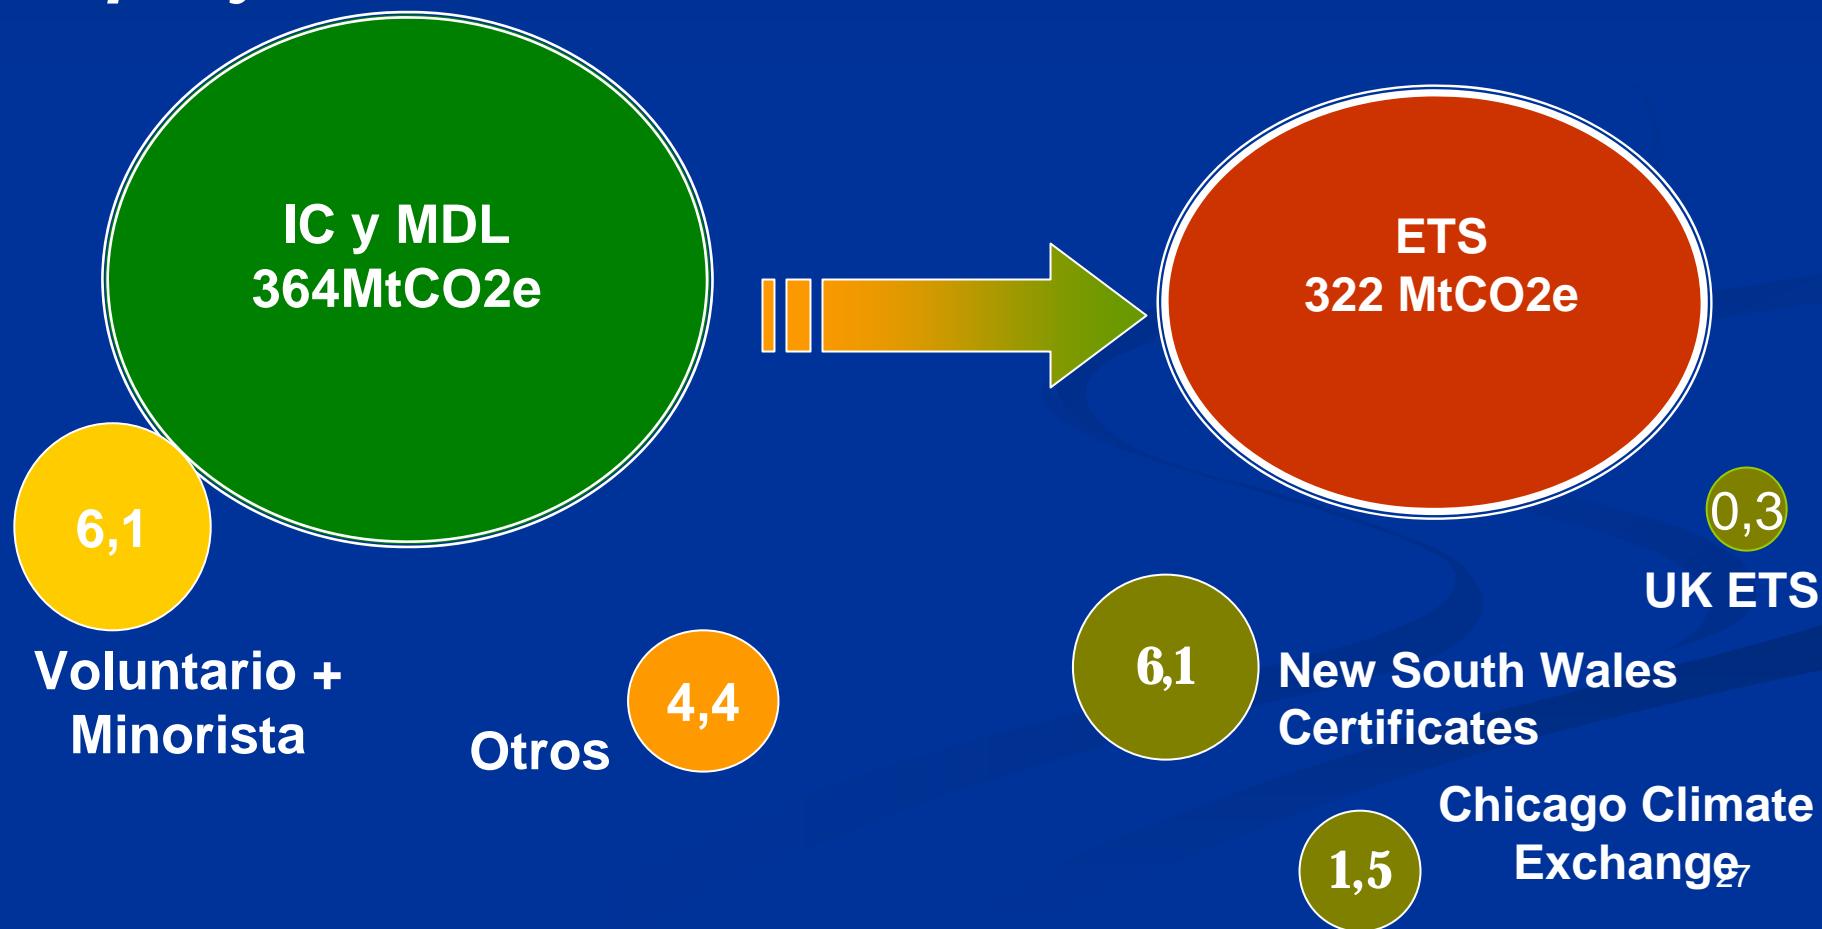 IC y MDL
364MtCO2e
ETS
322 MtCO2e
6,1
Voluntario +
Minorista
4,4
Otros
0,3
UK ETS
6,1
New South Wales
Certificates
1,5
Chicago Climate
Exchange
27